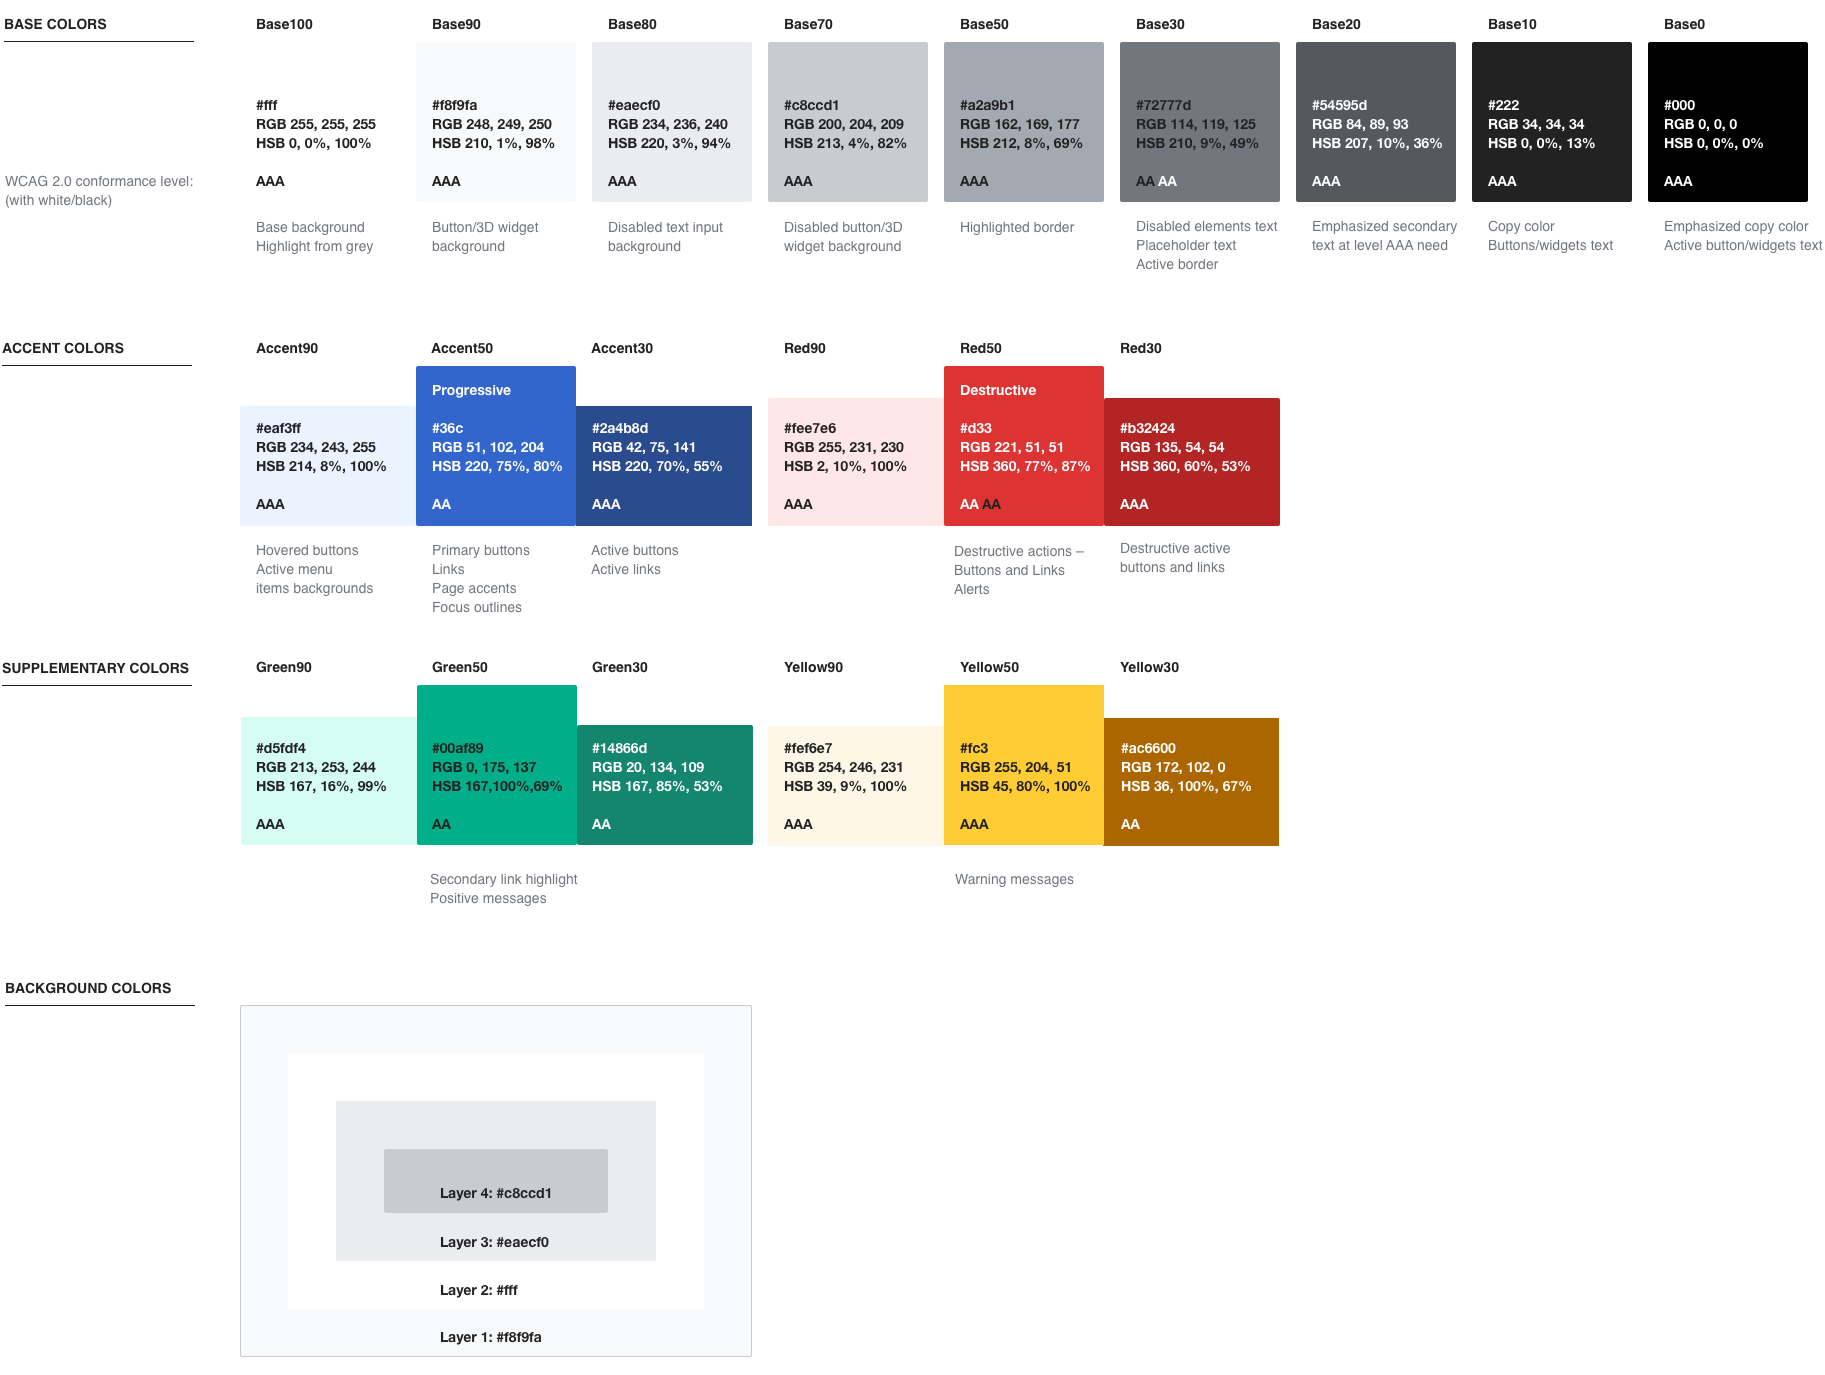 BASE COLORS
WCAG 2.0 conformance level:
(with white/black)
Base100
#fff
RGB 255, 255, 255
HSB 0, 0%, 100%
AAA
Base background
Highlight from grey
Base90
#f8f9fa
RGB 248, 249, 250
HSB 210, 1%, 98%
AAA
Button/3D widget
background
Base80
#eaecf0
RGB 234, 236, 240
HSB 220, 3%, 94%
AAA
Disabled text input
background
Base70
#c8ccd1
RGB 200, 204, 209
HSB 213, 4%, 82%
AAA
Disabled button/3D
widget background
Base50
#a2a9b1
RGB 162, 169, 177
HSB 212, 8%, 69%
AAA
Highlighted border
Base30
#72777d
RGB 114, 119, 125
HSB 210, 9%, 49%
AA AA
Disabled elements text
Placeholder text
Active border
Base20
#54595d
RGB 84, 89, 93
HSB 207, 10%, 36%
AAA
Emphasized secondary
text at level AAA need
Base10
#222
RGB 34, 34, 34
HSB 0, 0%, 13%
AAA
Copy color
Buttons/widgets text
Base0
#000
RGB 0, 0, 0
HSB 0, 0%, 0%
AAA
Emphasized copy color
Active button/widgets text
ACCENT COLORS
Accent90
#eaf3ff
RGB 234, 243, 255
HSB 214, 8%, 100%
AAA
Hovered buttons
Active menu
items backgrounds
Accent50
Progressive
#36c
RGB 51, 102, 204
HSB 220, 75%, 80%
AA
Primary buttons
Links
Page accents
Focus outlines
Accent30
#2a4b8d
RGB 42, 75, 141
HSB 220, 70%, 55%
AAA
Active buttons
Active links
Red90
#fee7e6
RGB 255, 231, 230
HSB 2, 10%, 100%
AAA
Red50
Destructive
#d33
RGB 221, 51, 51
HSB 360, 77%, 87%
AA AA
Destructive actions –
Buttons and Links
Alerts
Red30
#b32424
RGB 135, 54, 54
HSB 360, 60%, 53%
AAA
Destructive active
buttons and links
SUPPLEMENTARY COLORS
Green90
#d5fdf4
RGB 213, 253, 244
HSB 167, 16%, 99%
AAA
Green50
#00af89
RGB 0, 175, 137
HSB 167,100%,69%
AA
Secondary link highlight
Positive messages
Green30
#14866d
RGB 20, 134, 109
HSB 167, 85%, 53%
AA
Yellow90
#fef6e7
RGB 254, 246, 231
HSB 39, 9%, 100%
AAA
Yellow50
#fc3
RGB 255, 204, 51
HSB 45, 80%, 100%
AAA
Warning messages
Yellow30
#ac6600
RGB 172, 102, 0
HSB 36, 100%, 67%
AA
BACKGROUND COLORS
Layer 4: #c8ccd1
Layer 3: #eaecf0
Layer 2: #fff
Layer 1: #f8f9fa